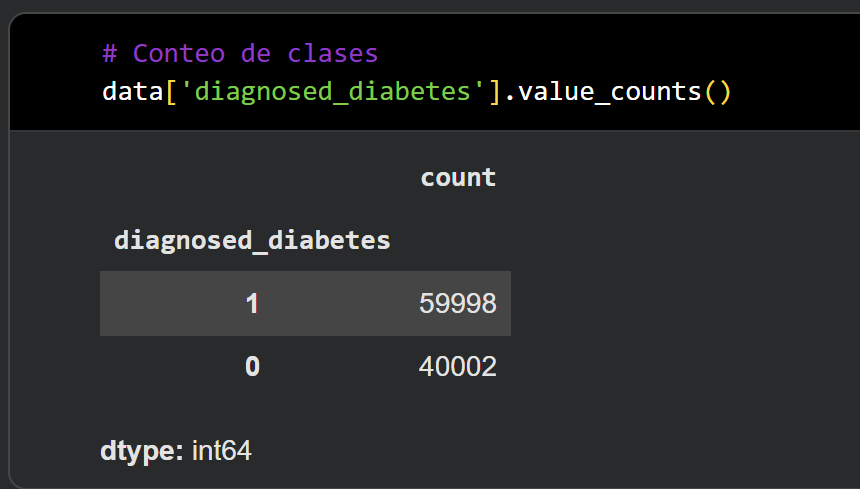 # Conteo de clases
data['diagnosed_diabetes'].value_counts()
count
diagnosed_diabetes
1 59998
0 40002
dtype: int64